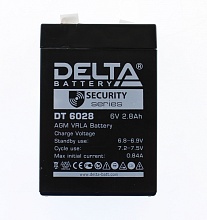 DELTA
BATTERY
SECURITY
series
DT 6028
6V 2.8Ah
AGM VRLA Battery
Charge Voltage
Standby use: 6.8-6.9V
Cycle use: 7.2-7.5V
Max initial current: 0.84A
www.delta-batt.com